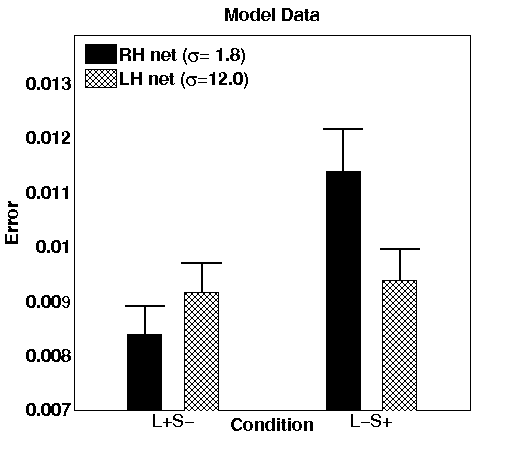 Model Data
RH net (σ= 1.8)
LH net (σ=12.0)
0.013
0.012
0.011
0.01
0.009
0.008
0.007
Error
L+S−
L−S+
Condition